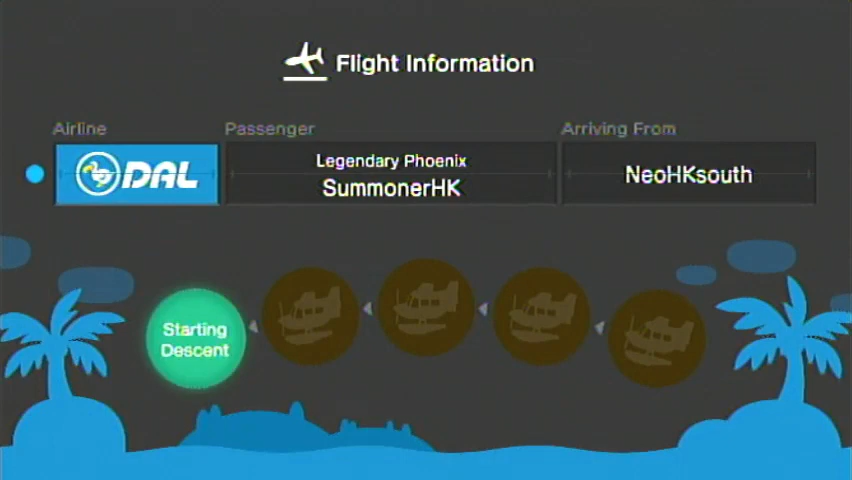 Flight Information
Airline
Passenger
Arriving From
DAL
Legendary Phoenix
SummonerHK
NeoHKsouth
Starting
Descent